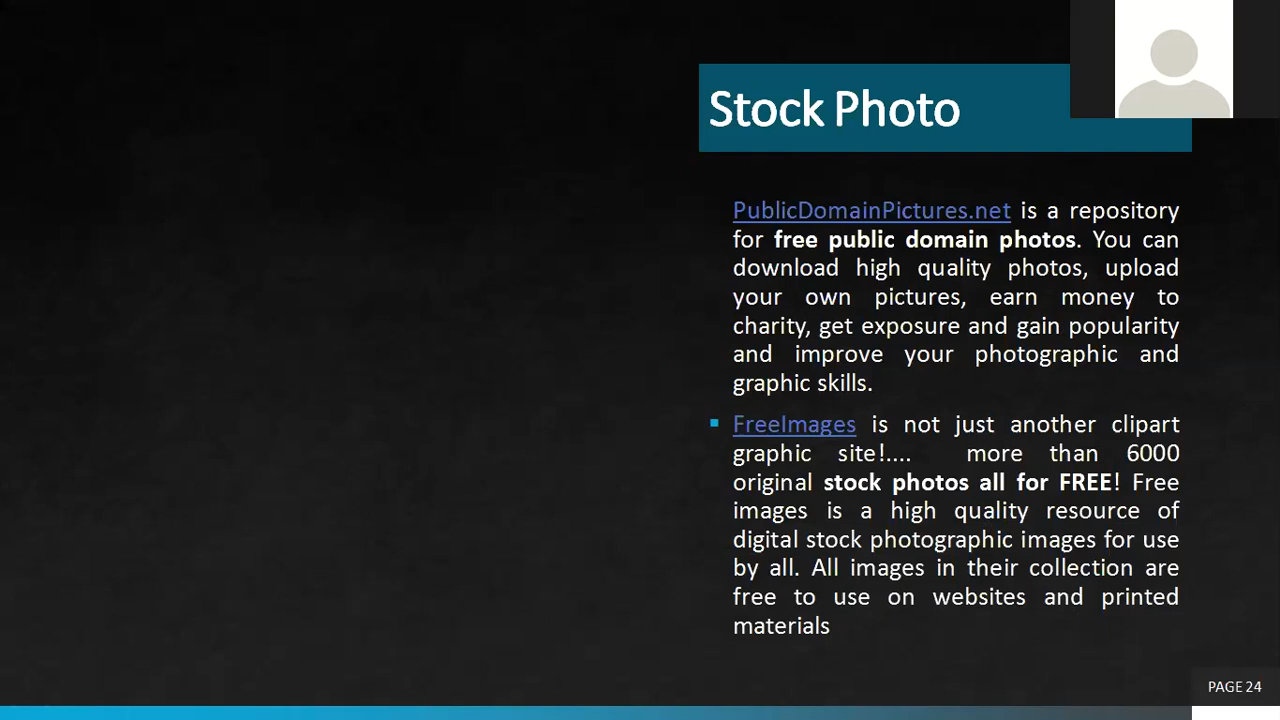 Stock Photo
PublicDomainPictures.net is a repository
for free public domain photos. You can
download high quality photos, upload
your own pictures, earn money to
charity, get exposure and gain popularity
and improve your photographic and
graphic skills.
FreeImages is not just another clipart
graphic site!.... more than 6000
original stock photos all for FREE! Free
images is a high quality resource of
digital stock photographic images for use
by all. All images in their collection are
free to use on websites and printed
materials
PAGE 24